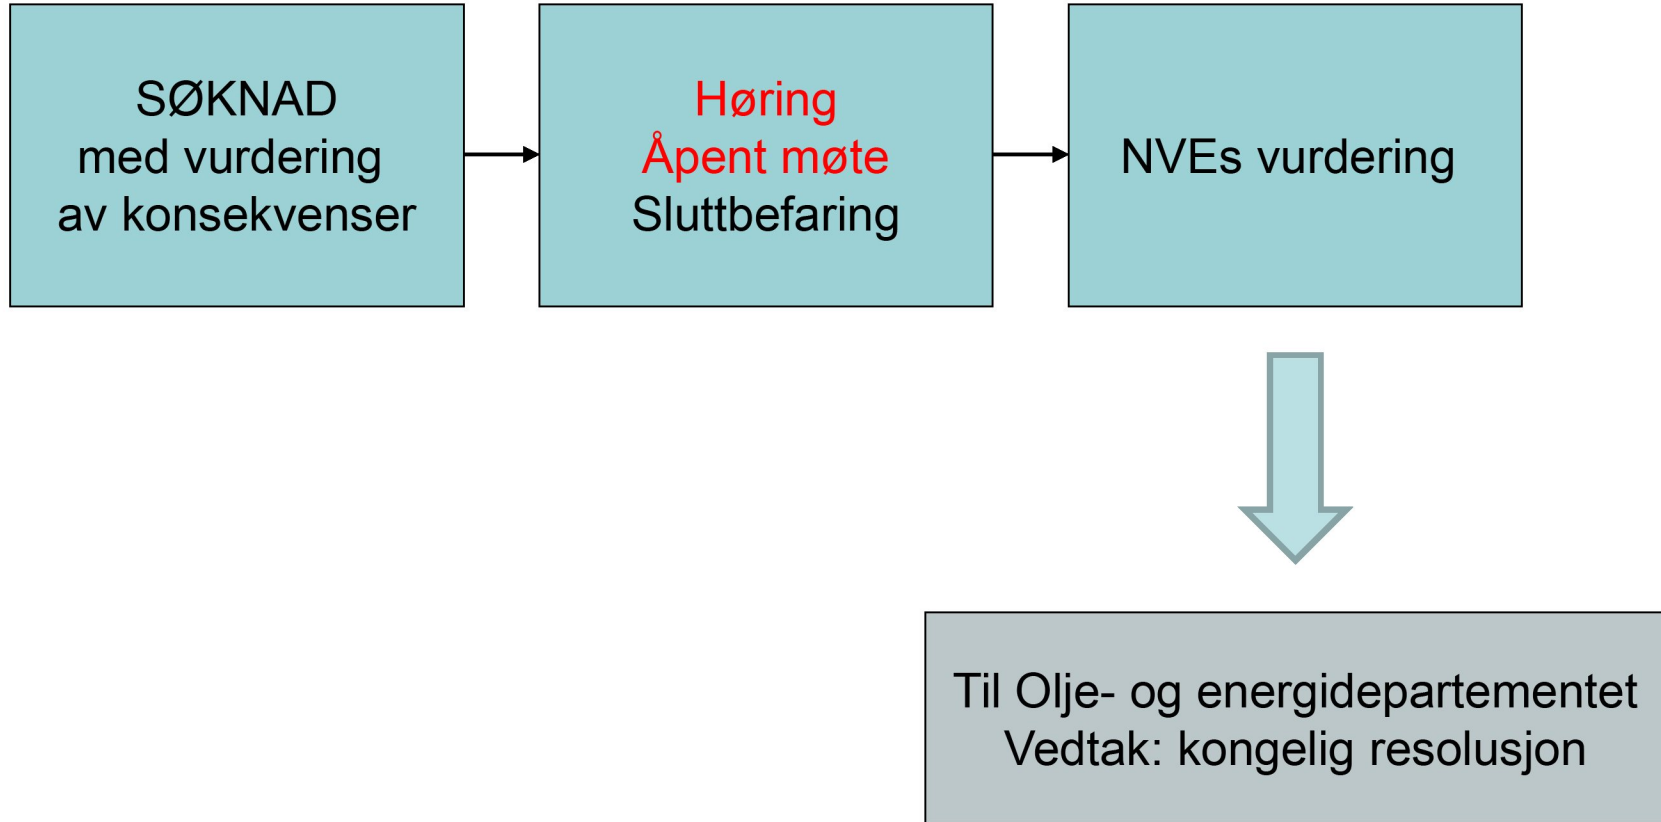 SØKNAD
med vurdering
av konsekvenser
Høring
Åpent møte
Sluttbefaring
NVEs vurdering
Til Olje- og energidepartementet
Vedtak: kongelig resolusjon